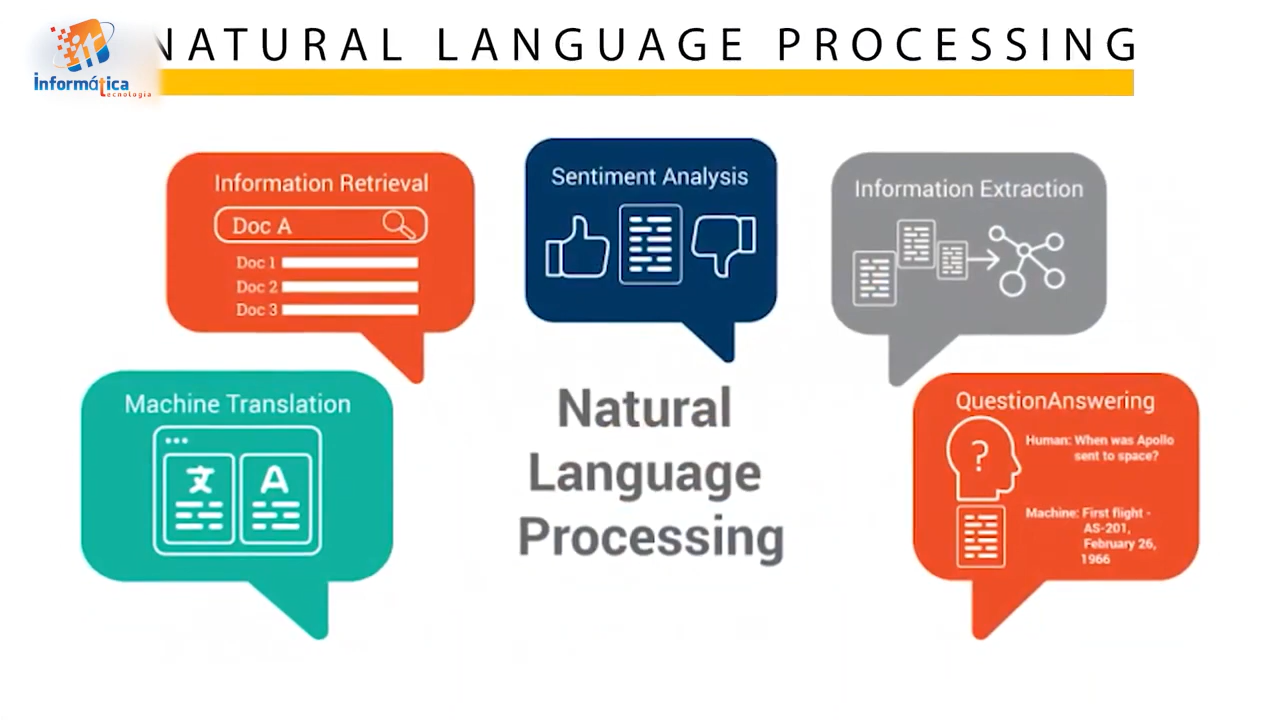 NATURAL LANGUAGE PROCESSING
it
informática
tecnologia
Information Retrieval
Doc A
Doc 1
Doc 2
Doc 3
Sentiment Analysis
Information Extraction
Machine Translation
文 A
Natural
Language
Processing
QuestionAnswering
?
Human: When was Apollo
sent to space?
Machine: First flight -
AS-201,
February 26,
1966